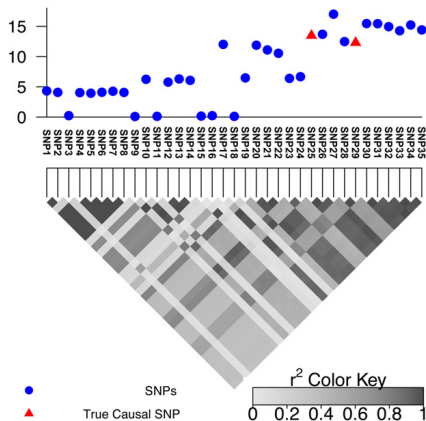 15
10
5
0
SNP1
SNP2
SNP3
SNP4
SNP5
SNP6
SNP7
SNP8
SNP9
SNP10
SNP11
SNP12
SNP13
SNP14
SNP15
SNP16
SNP17
SNP18
SNP19
SNP20
SNP21
SNP22
SNP23
SNP24
SNP25
SNP26
SNP27
SNP28
SNP29
SNP30
SNP31
SNP32
SNP33
SNP34
SNP35
r² Color Key
SNPs
True Causal SNP
0 0.2 0.4 0.6 0.8 1